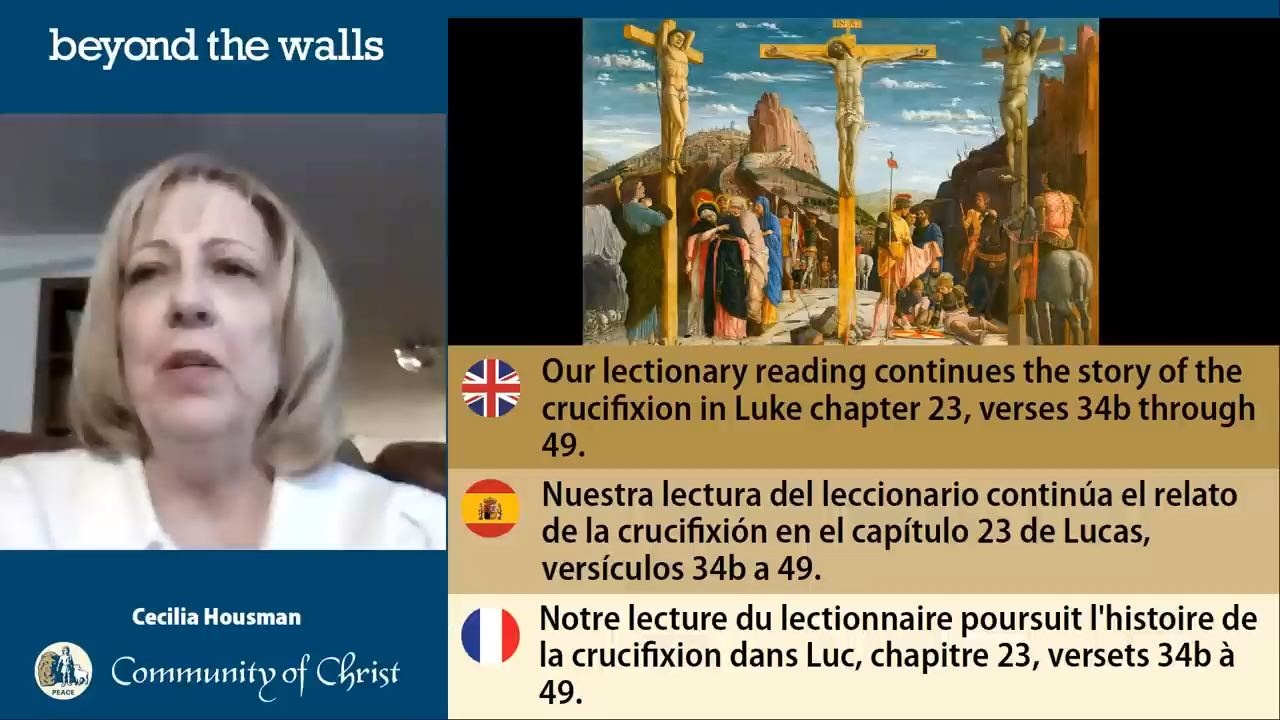 beyond the walls
Our lectionary reading continues the story of the
crucifixion in Luke chapter 23, verses 34b through
49.
Nuestra lectura del leccionario continúa el relato
de la crucifixión en el capítulo 23 de Lucas,
versículos 34b a 49.
Notre lecture du lectionnaire poursuit l'histoire de
la crucifixion dans Luc, chapitre 23, versets 34b à
49.
Cecilia Housman
Community of Christ
PEACE